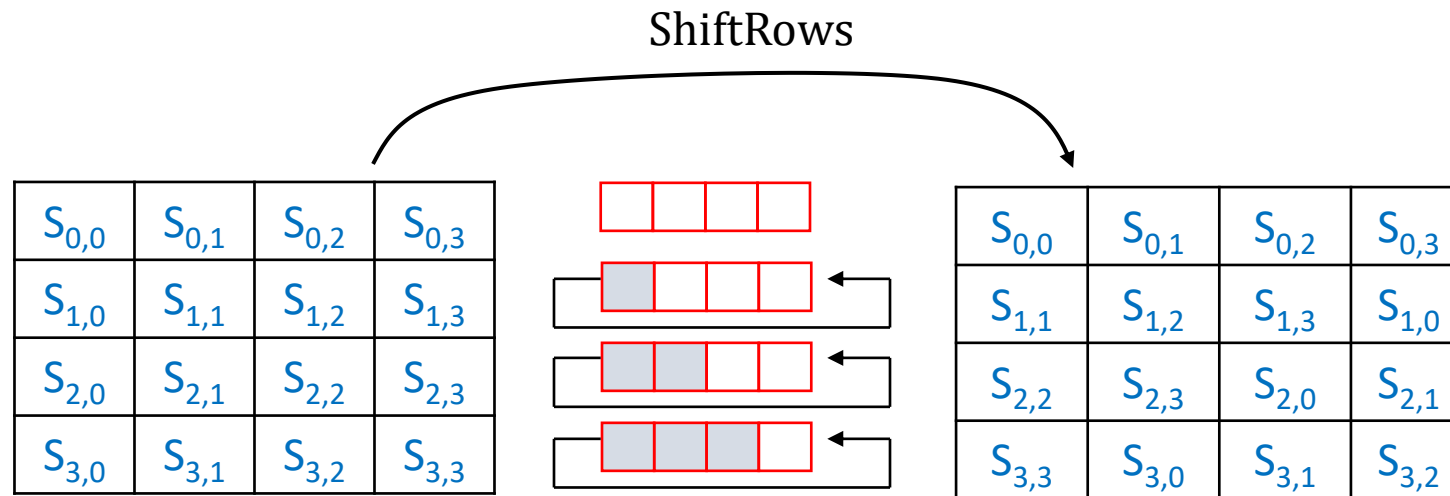 ShiftRows
S0,0 S0,1 S0,2 S0,3
S1,0 S1,1 S1,2 S1,3
S2,0 S2,1 S2,2 S2,3
S3,0 S3,1 S3,2 S3,3
S0,0 S0,1 S0,2 S0,3
S1,1 S1,2 S1,3 S1,0
S2,2 S2,3 S2,0 S2,1
S3,3 S3,0 S3,1 S3,2